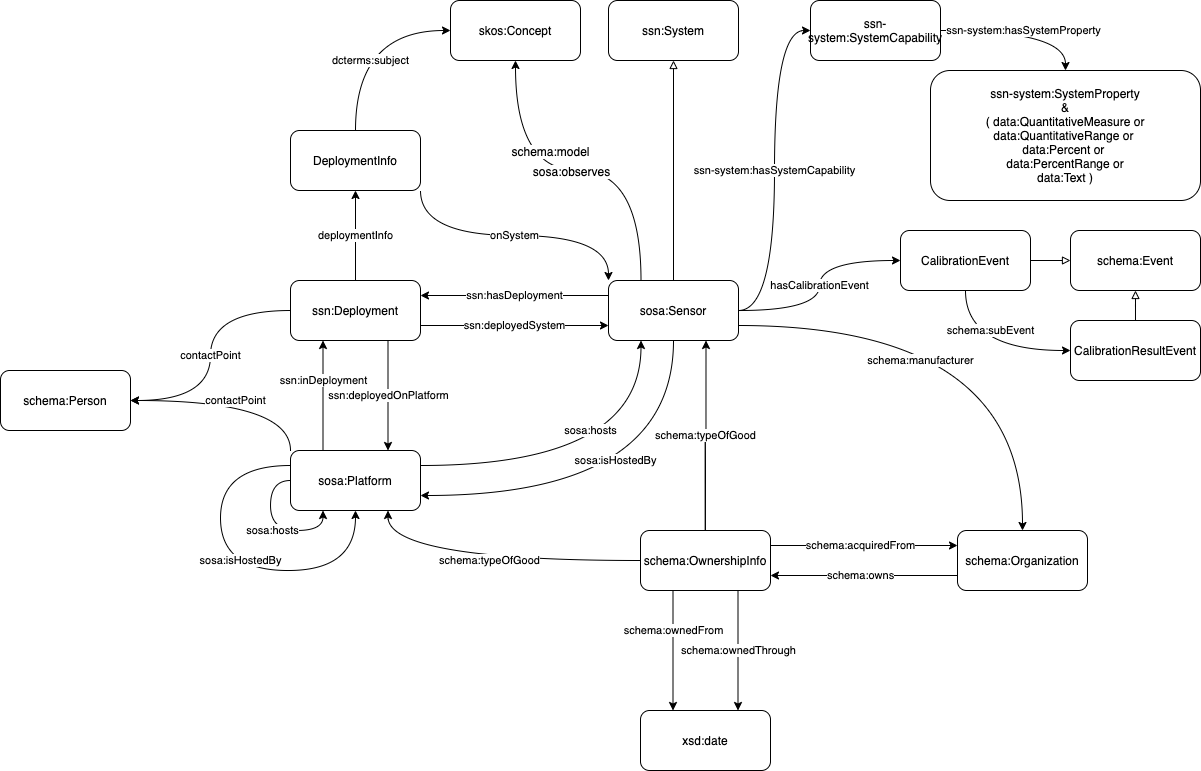 skos:Concept
ssn:System
ssn-
system:SystemCapability
ssn-system:hasSystemProperty
dcterms:subject
ssn-system:SystemProperty
&
( data:QuantitativeMeasure or
data:QuantitativeRange or
data:Percent or
data:PercentRange or
data:Text )
DeploymentInfo
schema:model
sosa:observes
ssn-system:hasSystemCapability
deploymentInfo
onSystem
CalibrationEvent
schema:Event
hasCalibrationEvent
ssn:Deployment
ssn:hasDeployment
ssn:deployedSystem
sosa:Sensor
schema:subEvent
CalibrationResultEvent
contactPoint
schema:manufacturer
ssn:inDeployment
ssn:deployedOnPlatform
schema:Person
contactPoint
sosa:hosts
schema:typeOfGood
sosa:isHostedBy
sosa:Platform
sosa:hosts
sosa:isHostedBy
schema:typeOfGood
schema:OwnershipInfo
schema:acquiredFrom
schema:owns
schema:Organization
schema:ownedFrom
schema:ownedThrough
xsd:date